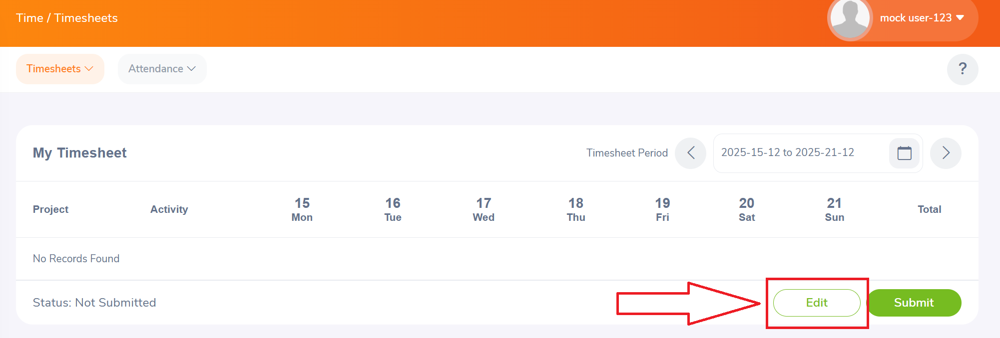 Time / Timesheets
mock user-123
Timesheets
Attendance
?
My Timesheet
Timesheet Period
2025-15-12 to 2025-21-12
Project
Activity
15
Mon
16
Tue
17
Wed
18
Thu
19
Fri
20
Sat
21
Sun
Total
No Records Found
Status: Not Submitted
Edit
Submit